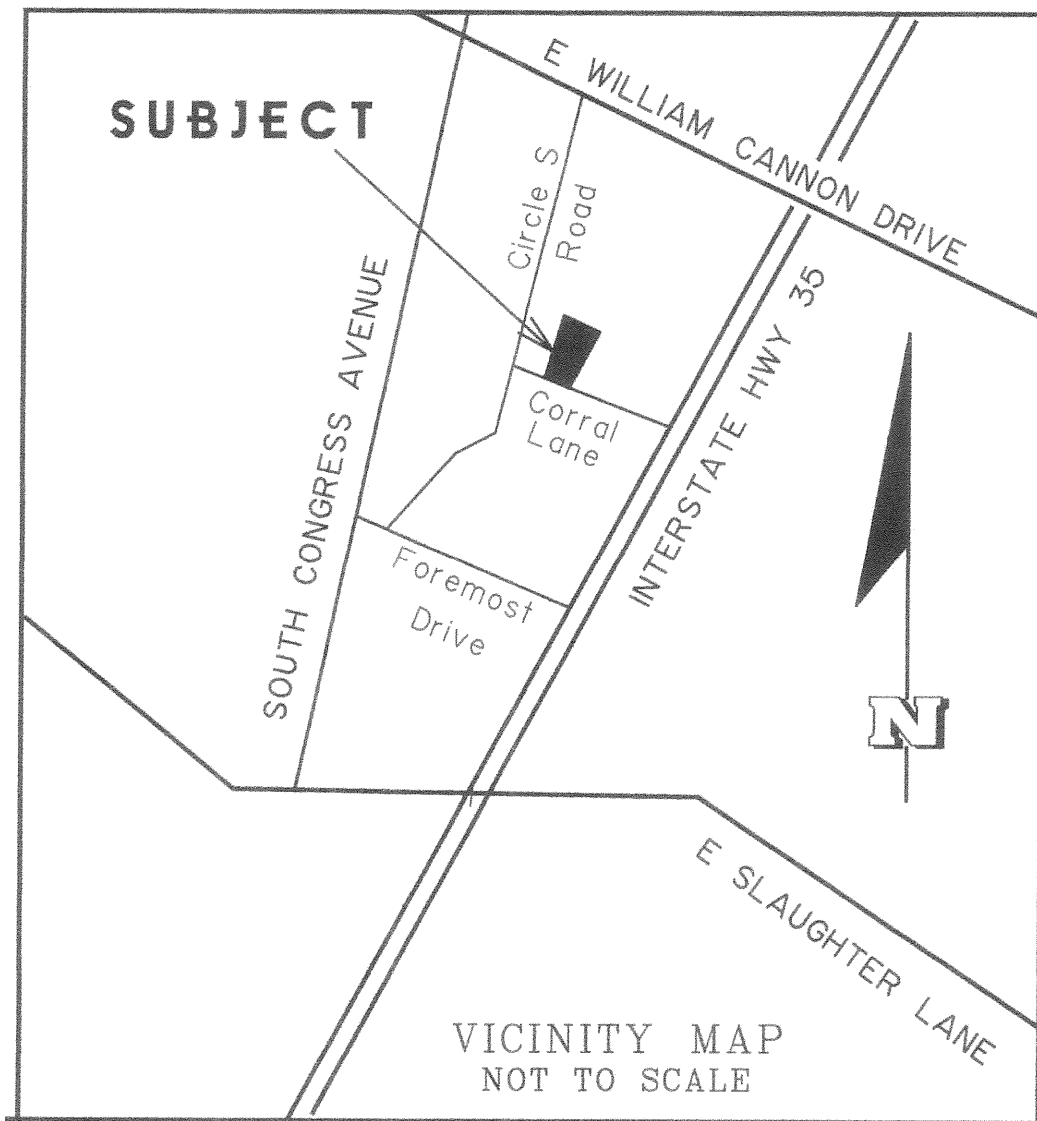 E WILLIAM CANNON DRIVE
SUBJECT
Circle S
Road
SOUTH CONGRESS AVENUE
INTERSTATE HWY 35
Corral
Lane
Foremost
Drive
N
E SLAUGHTER LANE
VICINITY MAP
NOT TO SCALE